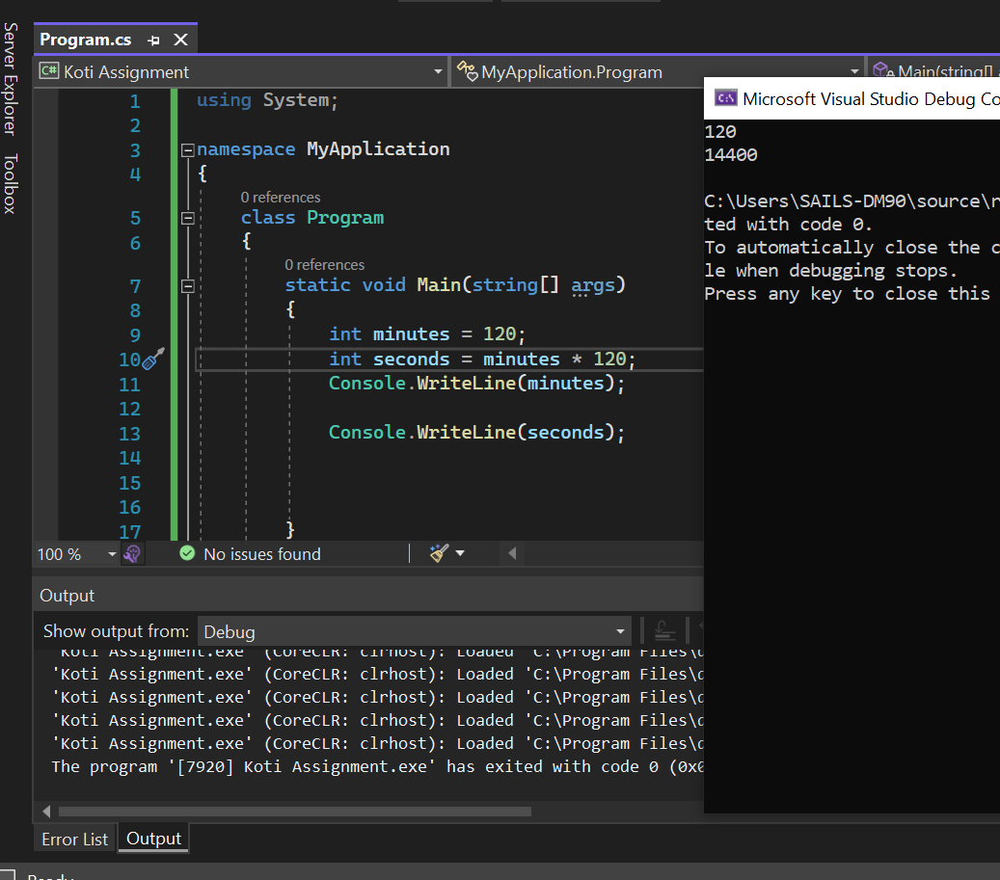 Server Explorer
Toolbox
Program.cs
C# Koti Assignment
MyApplication.Program
Main(string[]
1 using System;
2
3 namespace MyApplication
4 {
0 references
5 class Program
6 {
0 references
7 static void Main(string[] args)
8 {
9 int minutes = 120;
10 int seconds = minutes * 120;
11 Console.WriteLine(minutes);
12
13 Console.WriteLine(seconds);
14
15
16
17 }
C:\ Microsoft Visual Studio Debug Co
120
14400
C:\Users\SAILS-DM90\source\r
ted with code 0.
To automatically close the c
le when debugging stops.
Press any key to close this
100 %
No issues found
Output
Show output from: Debug
'Koti Assignment.exe' (CoreCLR: clrhost): Loaded 'C:\Program Files\d
'Koti Assignment.exe' (CoreCLR: clrhost): Loaded 'C:\Program Files\d
'Koti Assignment.exe' (CoreCLR: clrhost): Loaded 'C:\Program Files\d
'Koti Assignment.exe' (CoreCLR: clrhost): Loaded 'C:\Program Files\d
'Koti Assignment.exe' (CoreCLR: clrhost): Loaded 'C:\Program Files\d
The program '[7920] Koti Assignment.exe' has exited with code 0 (0x0
Error List
Output
Ready